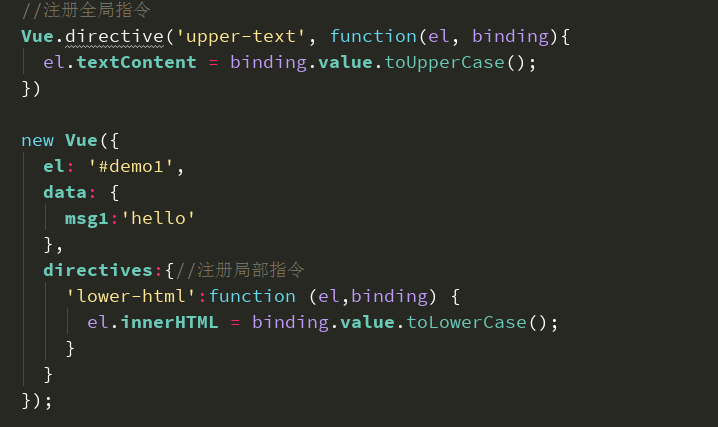 //注册全局指令
Vue.directive('upper-text', function(el, binding){
  el.textContent = binding.value.toUpperCase();
})

new Vue({
  el: '#demo1',
  data: {
    msg1:'hello'
  },
  directives:{//注册局部指令
    'lower-html':function (el,binding) {
      el.innerHTML = binding.value.toLowerCase();
    }
  }
});